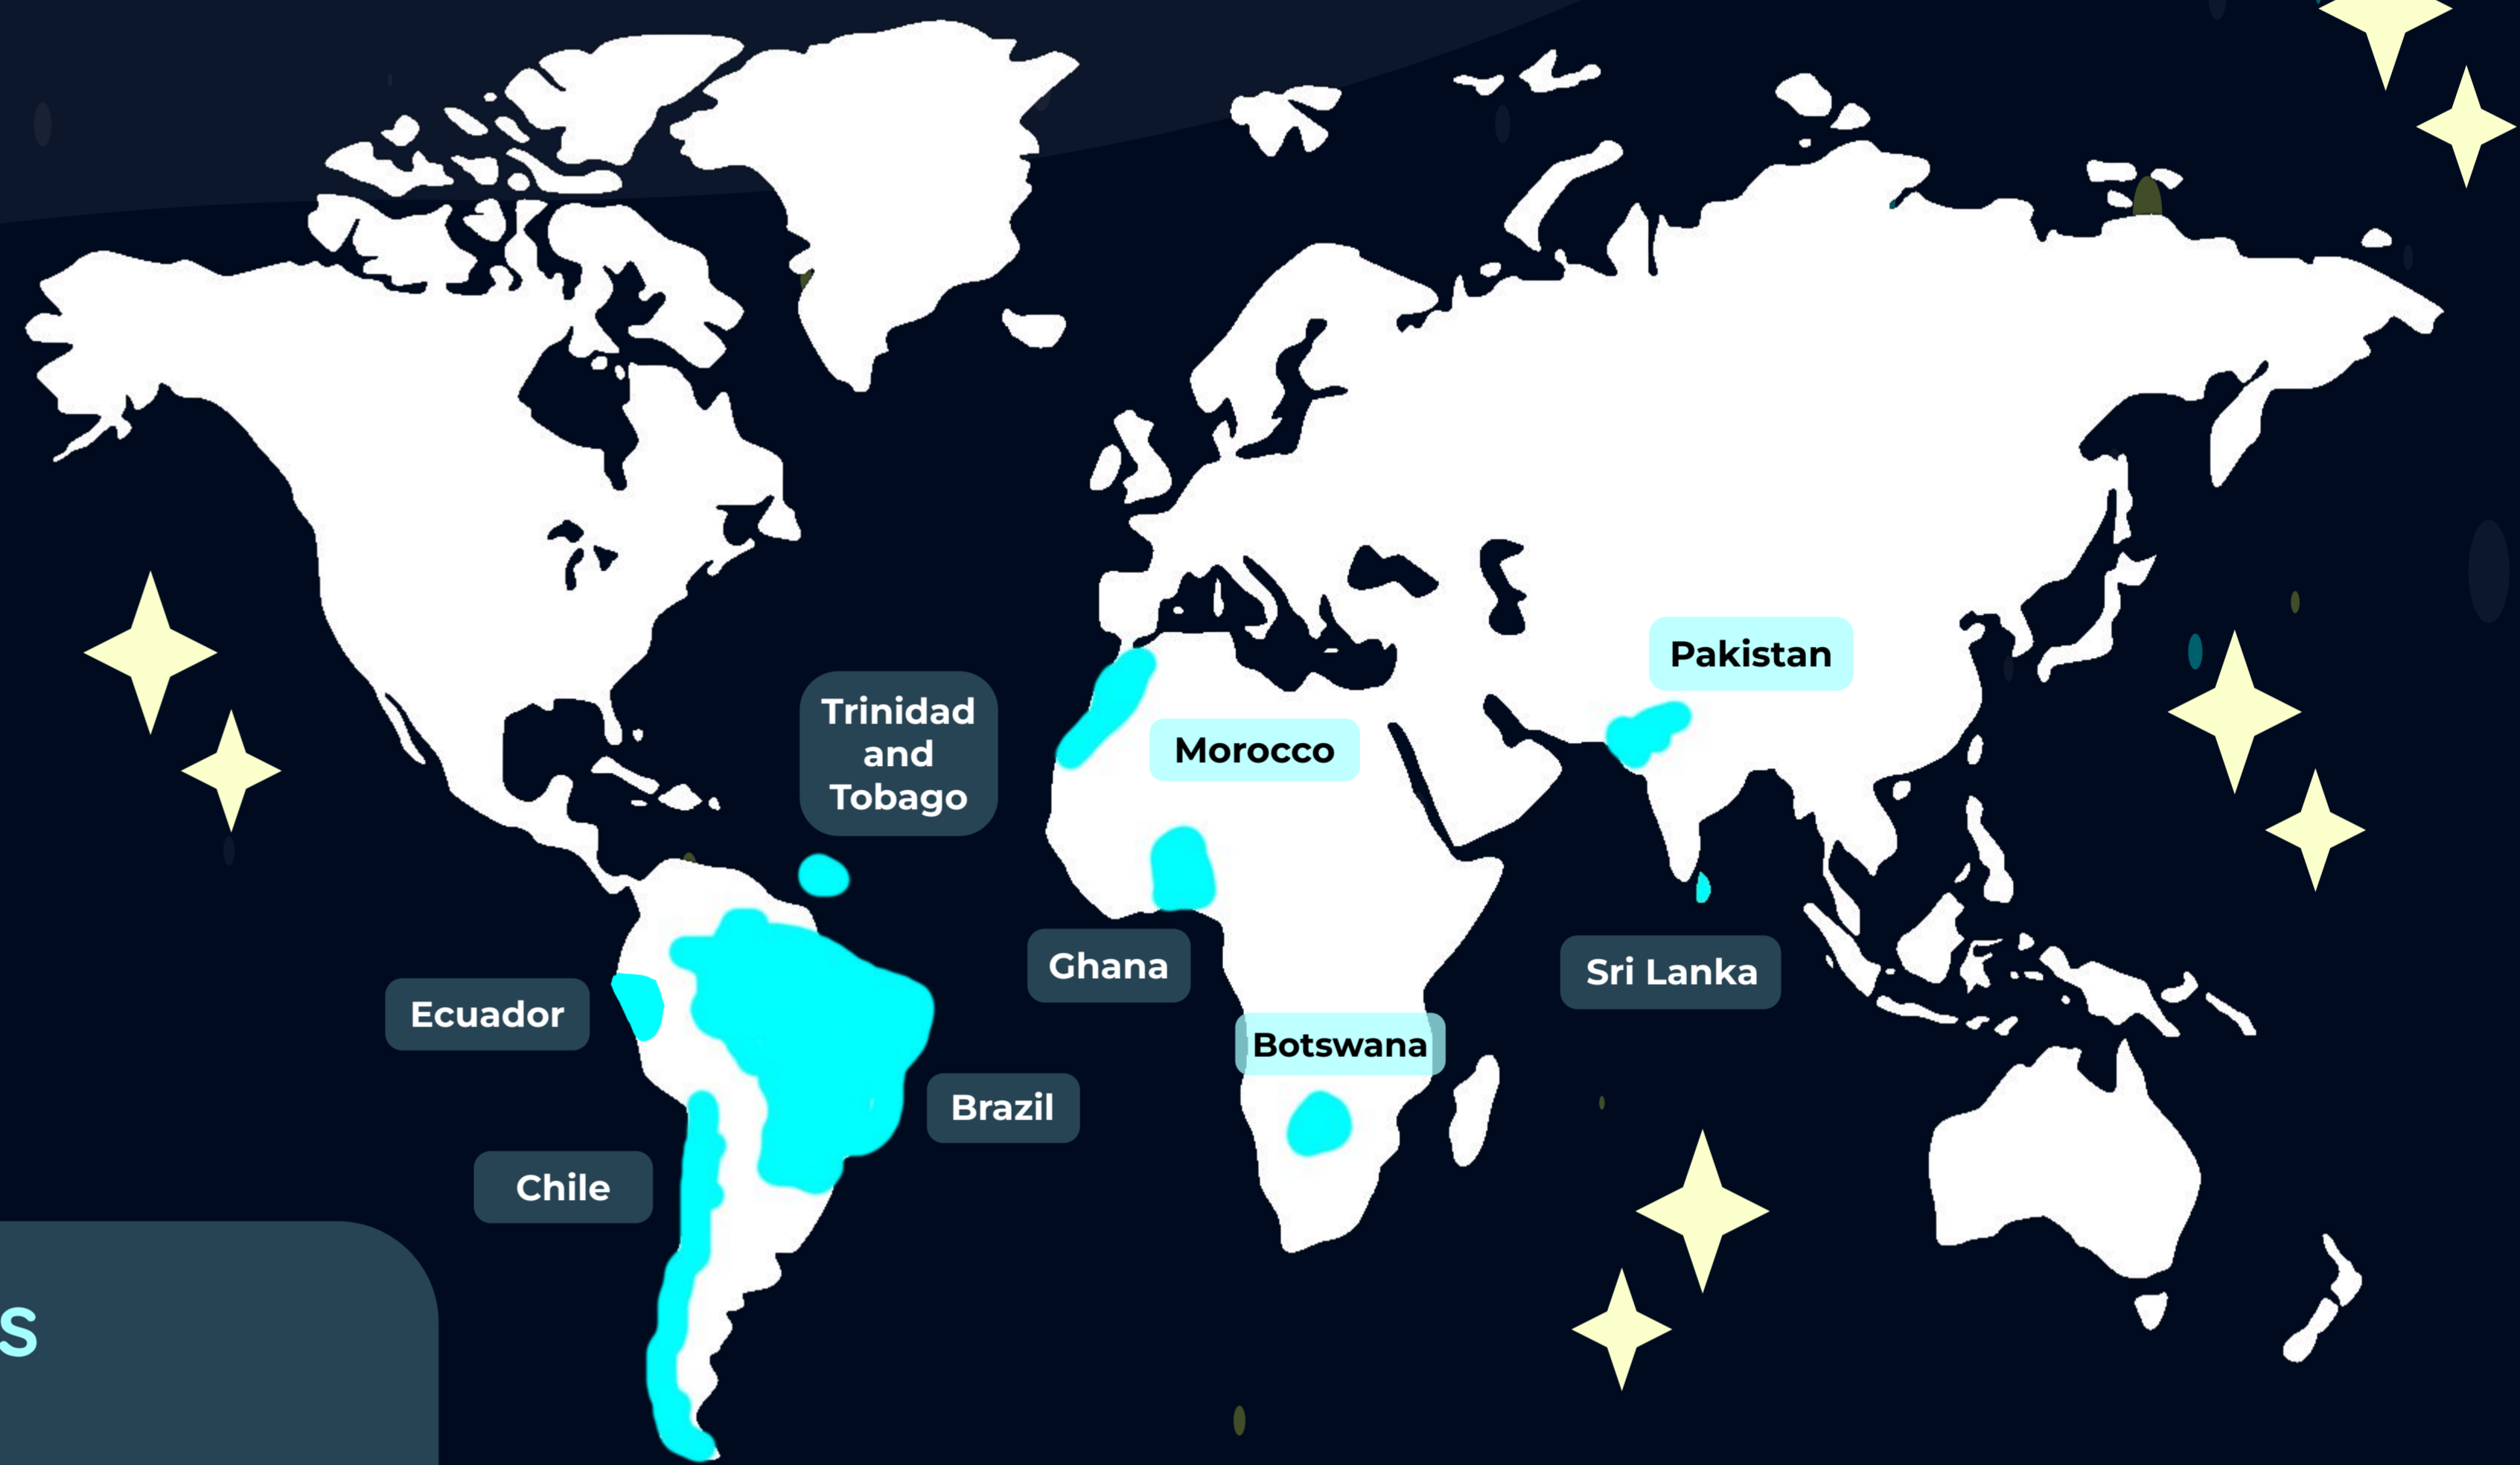 Pakistan
Trinidad
and
Tobago
Morocco
Ghana
Sri Lanka
Ecuador
Botswana
Brazil
Chile
s